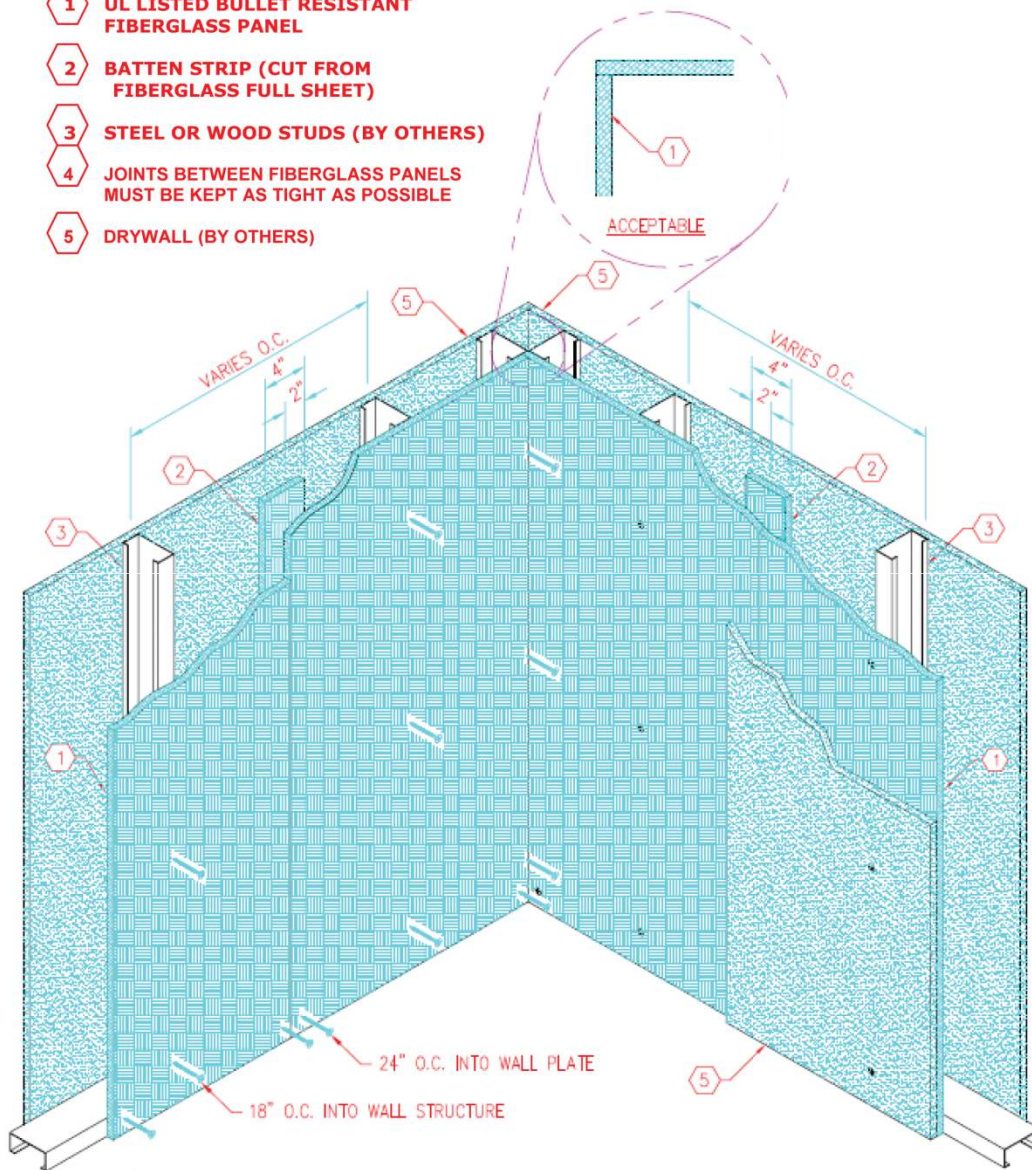 1 UL LISTED BULLET RESISTANT
FIBERGLASS PANEL
2 BATTEN STRIP (CUT FROM
FIBERGLASS FULL SHEET)
3 STEEL OR WOOD STUDS (BY OTHERS)
4 JOINTS BETWEEN FIBERGLASS PANELS
MUST BE KEPT AS TIGHT AS POSSIBLE
5 DRYWALL (BY OTHERS)
1
ACCEPTABLE
5
5
VARIES O.C.
4"
2"
VARIES O.C.
4"
2"
2
2
3
3
1
1
24" O.C. INTO WALL PLATE
5
18" O.C. INTO WALL STRUCTURE